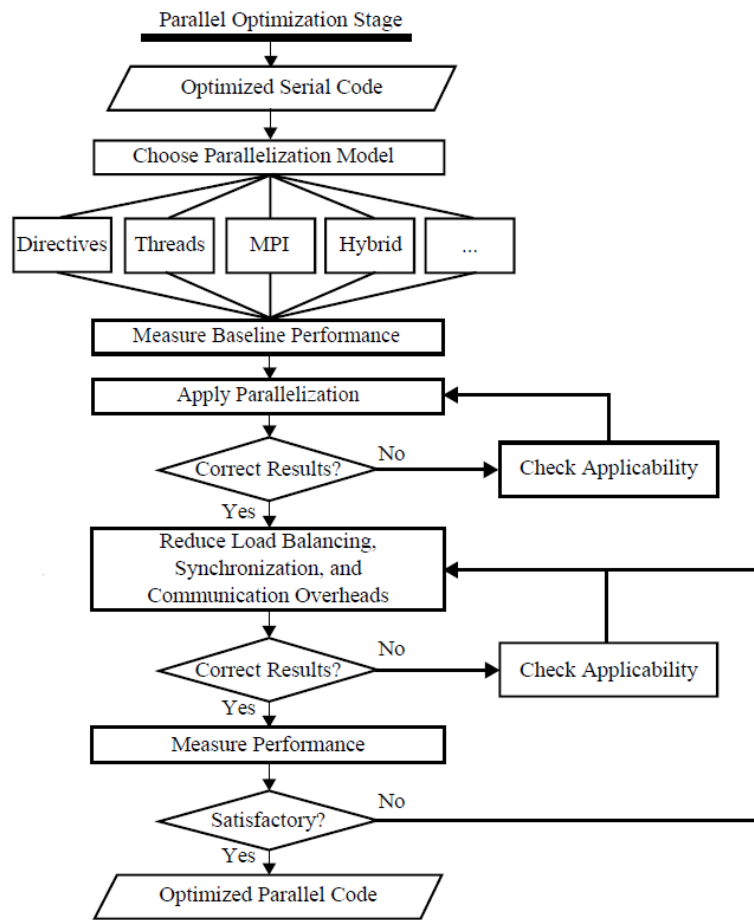 Parallel Optimization Stage
Optimized Serial Code
Choose Parallelization Model
Directives
Threads
MPI
Hybrid
...
Measure Baseline Performance
Apply Parallelization
Correct Results?
No
Check Applicability
Yes
Reduce Load Balancing,
Synchronization, and
Communication Overheads
Correct Results?
No
Check Applicability
Yes
Measure Performance
Satisfactory?
No
Yes
Optimized Parallel Code